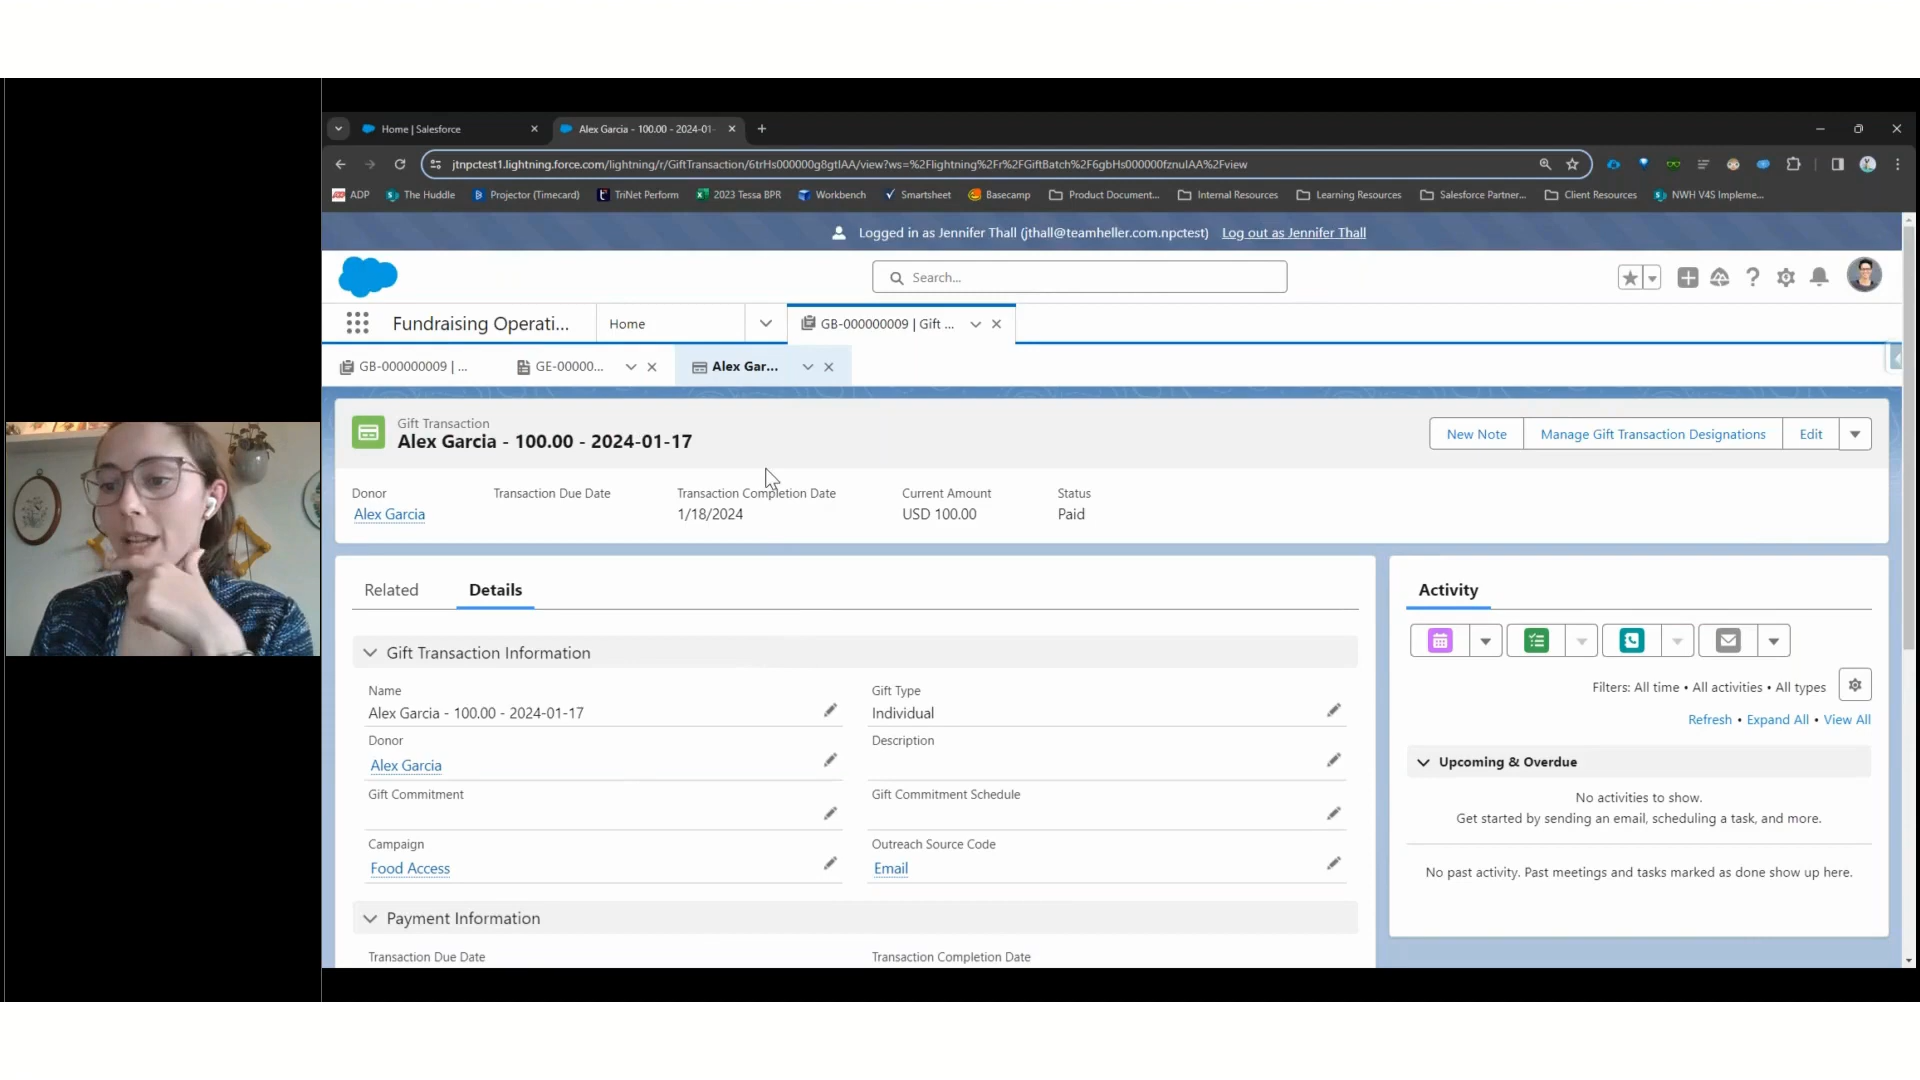 Home | Salesforce
Alex Garcia - 100.00 - 2024-01-
jtnpctest1.lightning.force.com/lightning/r/GiftTransaction/6trHs000000g8gtIAA/view?ws=%2Flightning%2Fr%2FGiftBatch%2F6gbHs000000fznuIAA%2Fview
ADP The Huddle Projector (Timecard) TriNet Perform 2023 Tessa BPR Workbench Smartsheet Basecamp Product Document... Internal Resources Learning Resources Salesforce Partner... Client Resources NWH V4S Impleme...
Logged in as Jennifer Thall (jthall@teamheller.com.npctest) Log out as Jennifer Thall
Search...
Fundraising Operati... Home GB-000000009 | Gift ...
GB-000000009 | ... GE-00000... Alex Gar...
Gift Transaction
Alex Garcia - 100.00 - 2024-01-17
New Note Manage Gift Transaction Designations Edit
Donor Transaction Due Date Transaction Completion Date Current Amount Status
Alex Garcia 1/18/2024 USD 100.00 Paid
Related Details
Gift Transaction Information
Name Gift Type
Alex Garcia - 100.00 - 2024-01-17 Individual
Donor Description
Alex Garcia
Gift Commitment Gift Commitment Schedule
Campaign Outreach Source Code
Food Access Email
Payment Information
Transaction Due Date Transaction Completion Date
Activity
Filters: All time • All activities • All types
Refresh • Expand All • View All
Upcoming & Overdue
No activities to show.
Get started by sending an email, scheduling a task, and more.
No past activity. Past meetings and tasks marked as done show up here.